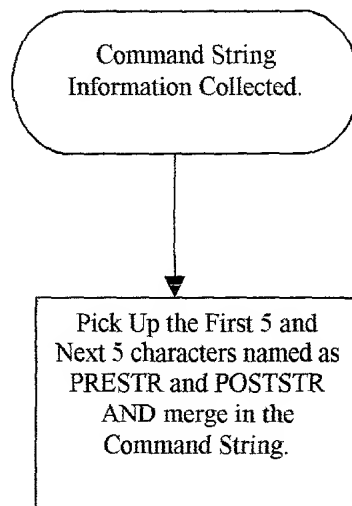 Command String
Information Collected.
Pick Up the First 5 and
Next 5 characters named as
PRESTR and POSTSTR
AND merge in the
Command String.